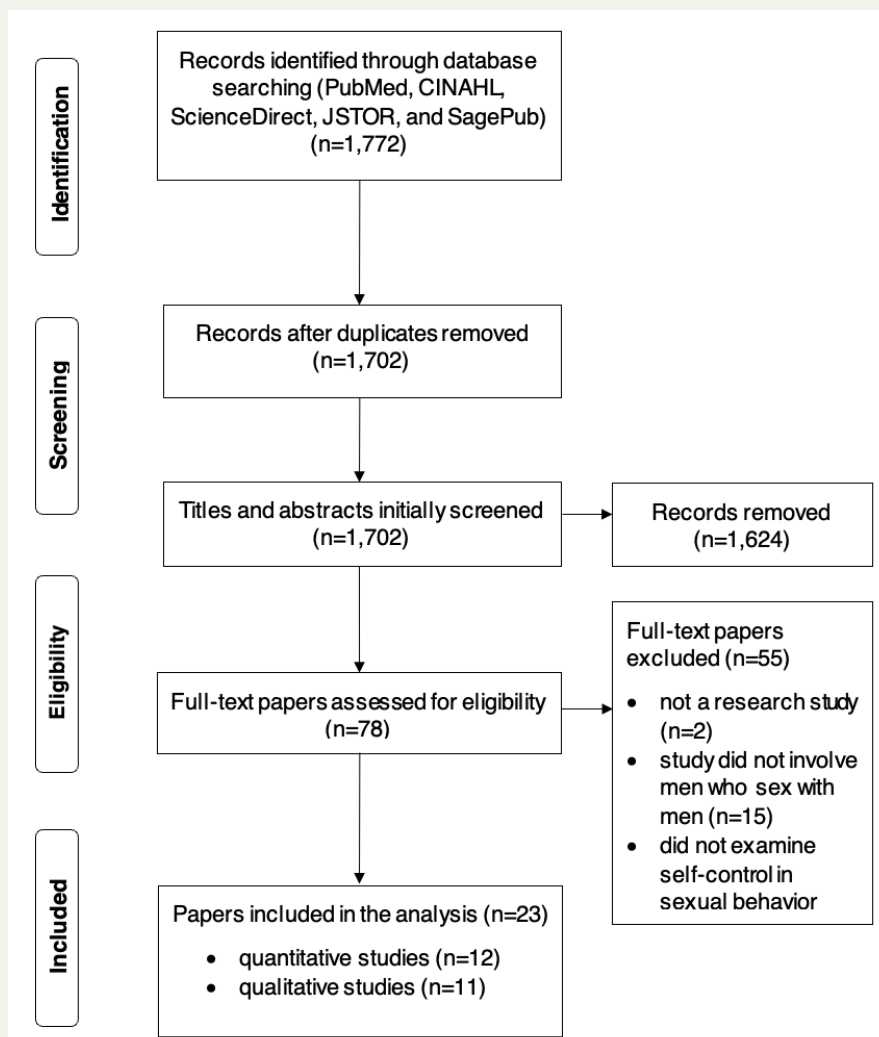 Identification
Records identified through database
searching (PubMed, CINAHL,
ScienceDirect, JSTOR, and SagePub)
(n=1,772)
Screening
Records after duplicates removed
(n=1,702)
Titles and abstracts initially screened
(n=1,702)
Records removed
(n=1,624)
Eligibility
Full-text papers assessed for eligibility
(n=78)
Full-text papers
excluded (n=55)
• not a research study
(n=2)
• study did not involve
men who sex with
men (n=15)
• did not examine
self-control in
sexual behavior
Included
Papers included in the analysis (n=23)
• quantitative studies (n=12)
• qualitative studies (n=11)